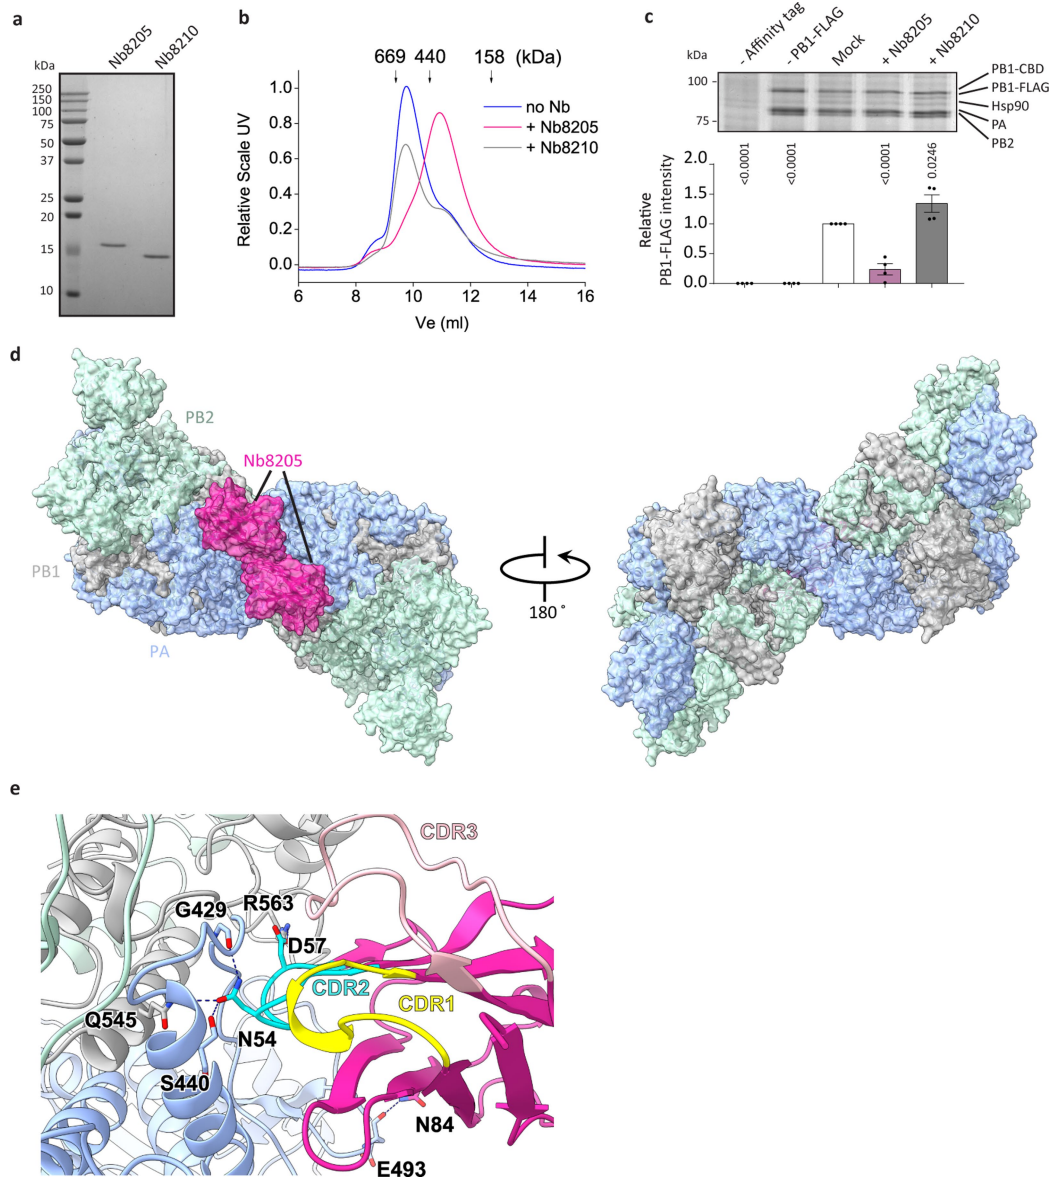 a
Nb8205
Nb8210
kDa
250
150
100
75
50
37
25
20
15
10
b
669 440 158 (kDa)
no Nb
+ Nb8205
+ Nb8210
Relative Scale UV
1.0
0.8
0.6
0.4
0.2
0.0
6 8 10 12 14 16
Ve (ml)
c
- Affinity tag
- PB1-FLAG
Mock
+ Nb8205
+ Nb8210
kDa
100
75
PB1-CBD
PB1-FLAG
Hsp90
PA
PB2
<0.0001
<0.0001
<0.0001
0.0246
Relative
PB1-FLAG intensity
2.0
1.5
1.0
0.5
0.0
d
PB2
Nb8205
PB1
PA
180°
e
CDR3
G429
R563
D57
CDR2
CDR1
Q545
N54
S440
N84
E493